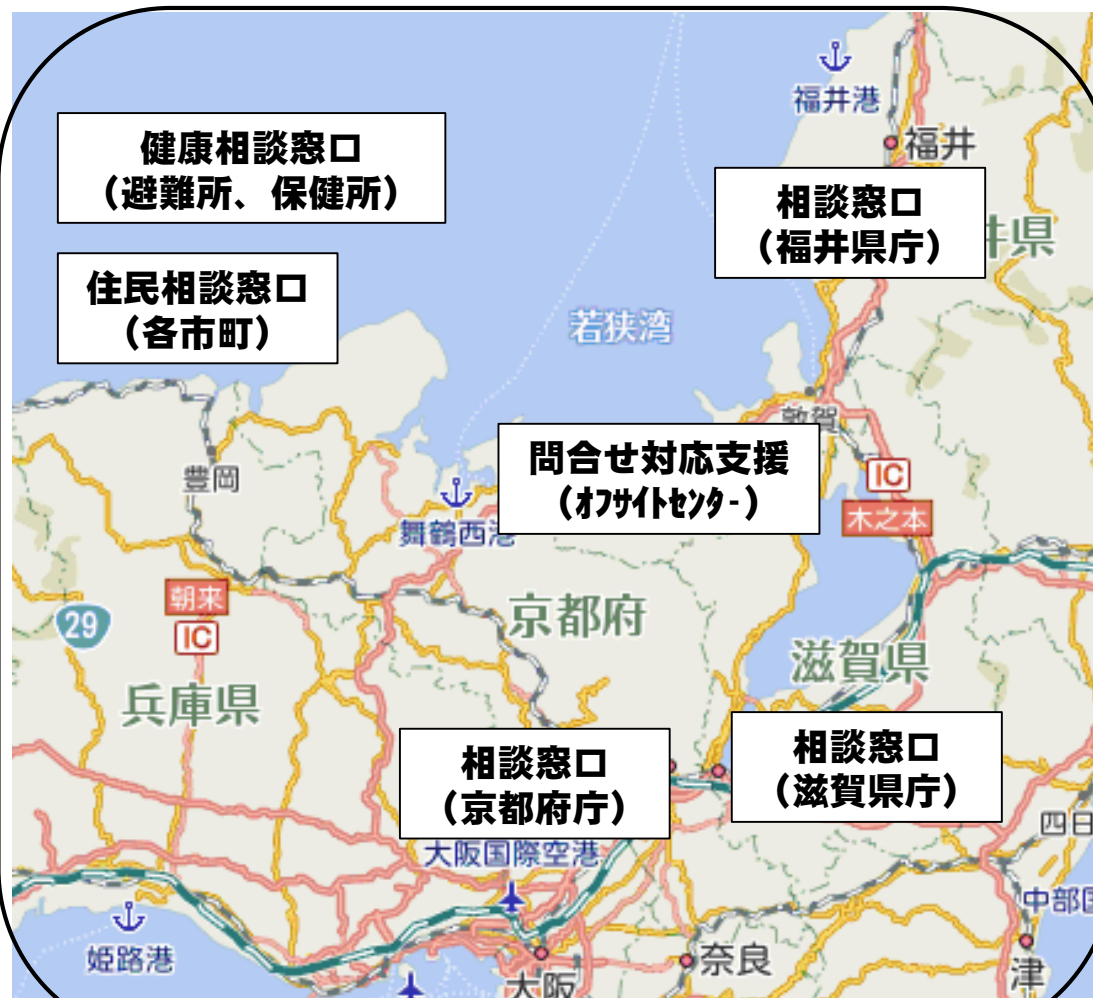 福井港
福井
健康相談窓口
（避難所、保健所）
相談窓口
（福井県庁）
井県
住民相談窓口
（各市町）
若狭湾
敦賀
問合せ対応支援
（ｵﾌｻｲﾄｾﾝﾀｰ）
豊岡
IC
木之本
舞鶴西港
朝来
IC
29
京都府
滋賀県
兵庫県
相談窓口
（京都府庁）
相談窓口
（滋賀県庁）
四日
大阪国際空港
中部国
姫路港
奈良
大阪
津